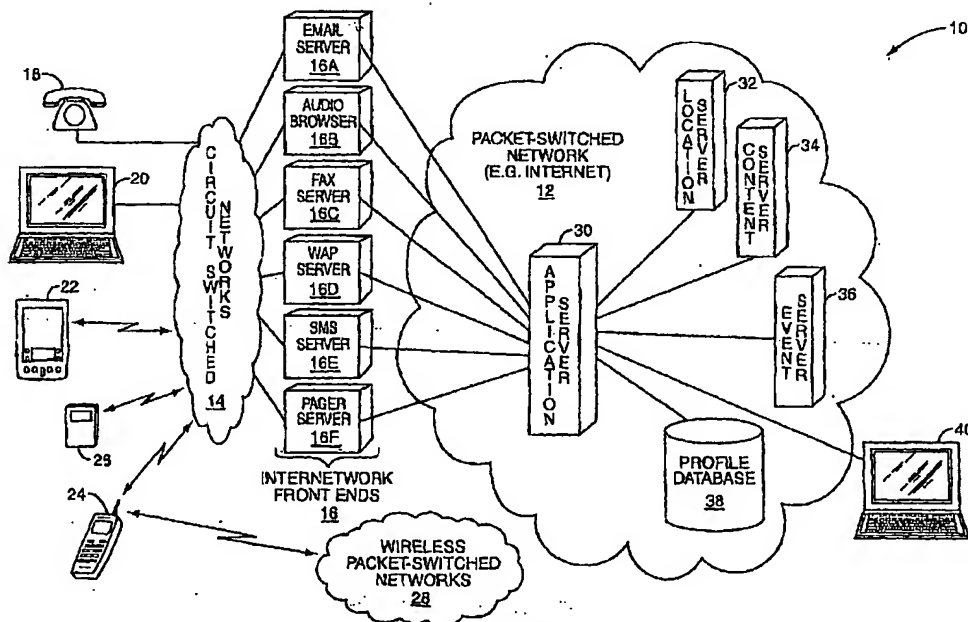 10
EMAIL
SERVER
16A
18
AUDIO
BROWSER
16B
32
LOCATION
SERVER
34
CONTENT
SERVER
PACKET-SWITCHED
NETWORK
(E.G. INTERNET)
12
20
CIRCUIT SWITCHED
NETWORKS
14
FAX
SERVER
16C
30
APPLICATION
SERVER
WAP
SERVER
16D
22
36
EVENT
SERVER
SMS
SERVER
16E
PAGER
SERVER
16F
26
INTERNETWORK
FRONT ENDS
16
PROFILE
DATABASE
38
40
24
WIRELESS
PACKET-SWITCHED
NETWORKS
28